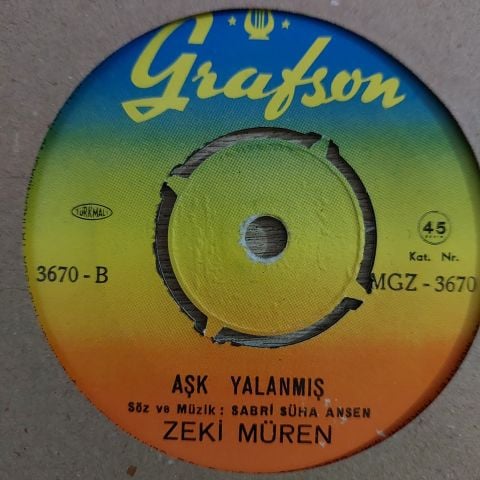 Grafson
TÜRKMALI
45
Kat. Nr.
3670 - B
MGZ - 3670
AŞK YALANMIŞ
Söz ve Müzik : SABRİ SÜHA ANSEN
ZEKİ MÜREN